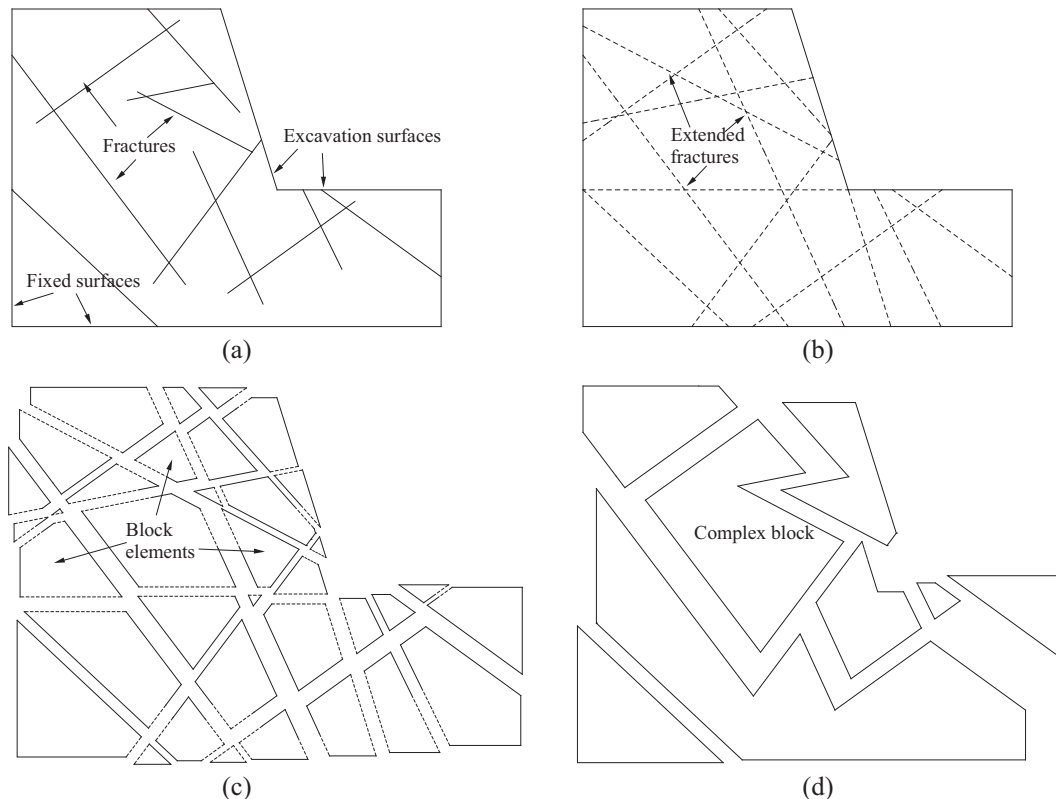 Fractures
Excavation surfaces
Fixed surfaces
(a)
Extended
fractures
(b)
Block
elements
(c)
Complex block
(d)